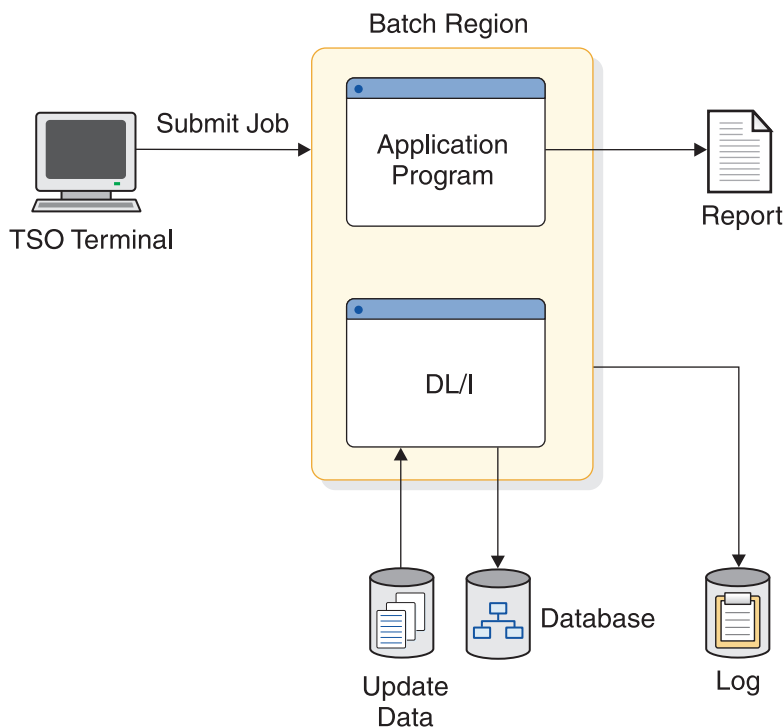 Batch Region
Submit Job
TSO Terminal
Application
Program
Report
DL/I
Update
Data
Database
Log